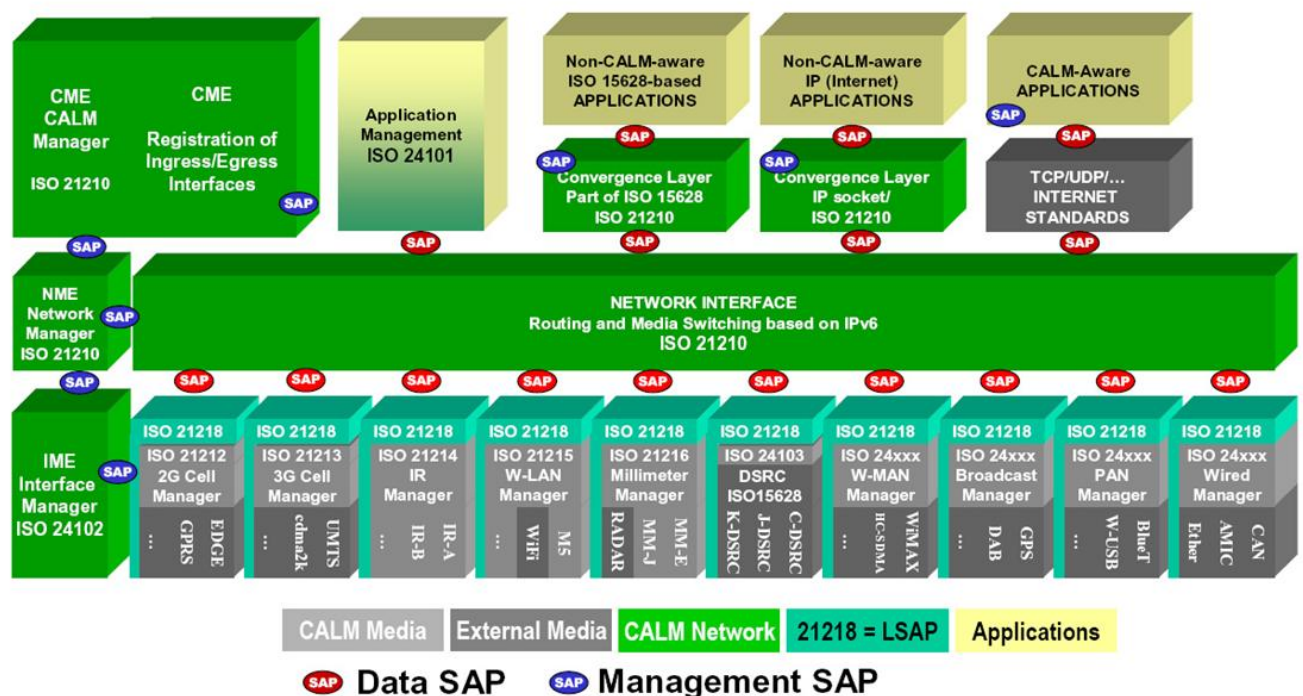 CME
CALM
Manager
ISO 21210
CME
Registration of
Ingress/Egress
Interfaces
SAP
Application
Management
ISO 24101
Non-CALM-aware
ISO 15628-based
APPLICATIONS
SAP
SAP
Convergence Layer
Part of ISO 15628
ISO 21210
Non-CALM-aware
IP (Internet)
APPLICATIONS
SAP
SAP
Convergence Layer
IP socket/
ISO 21210
CALM-Aware
APPLICATIONS
SAP
SAP
TCP/UDP/...
INTERNET
STANDARDS
SAP
SAP
SAP
SAP
SAP
NME
Network
Manager
ISO 21210
SAP
NETWORK INTERFACE
Routing and Media Switching based on IPv6
ISO 21210
SAP
SAP
SAP
SAP
SAP
SAP
SAP
SAP
SAP
SAP
SAP
IME
Interface
Manager
ISO 24102
SAP
ISO 21218
ISO 21212
2G Cell
Manager
...
GPRS
EDGE
ISO 21218
ISO 21213
3G Cell
Manager
...
cdma2k
UMTS
ISO 21218
ISO 21214
IR
Manager
...
IR-B
IR-A
ISO 21218
ISO 21215
W-LAN
Manager
...
WiFi
M5
ISO 21218
ISO 21216
Millimeter
Manager
RADAR
MM-J
MM-E
ISO 21218
ISO 24103
DSRC
ISO15628
K-DSRC
J-DSRC
C-DSRC
ISO 21218
ISO 24xxx
W-MAN
Manager
...
HC-SDMA
WiMAX
ISO 21218
ISO 24xxx
Broadcast
Manager
...
DAB
GPS
ISO 21218
ISO 24xxx
PAN
Manager
...
W-USB
BlueT
ISO 21218
ISO 24xxx
Wired
Manager
Ether
AMIC
CAN
CALM Media
External Media
CALM Network
21218 = LSAP
Applications
SAP Data SAP
SAP Management SAP